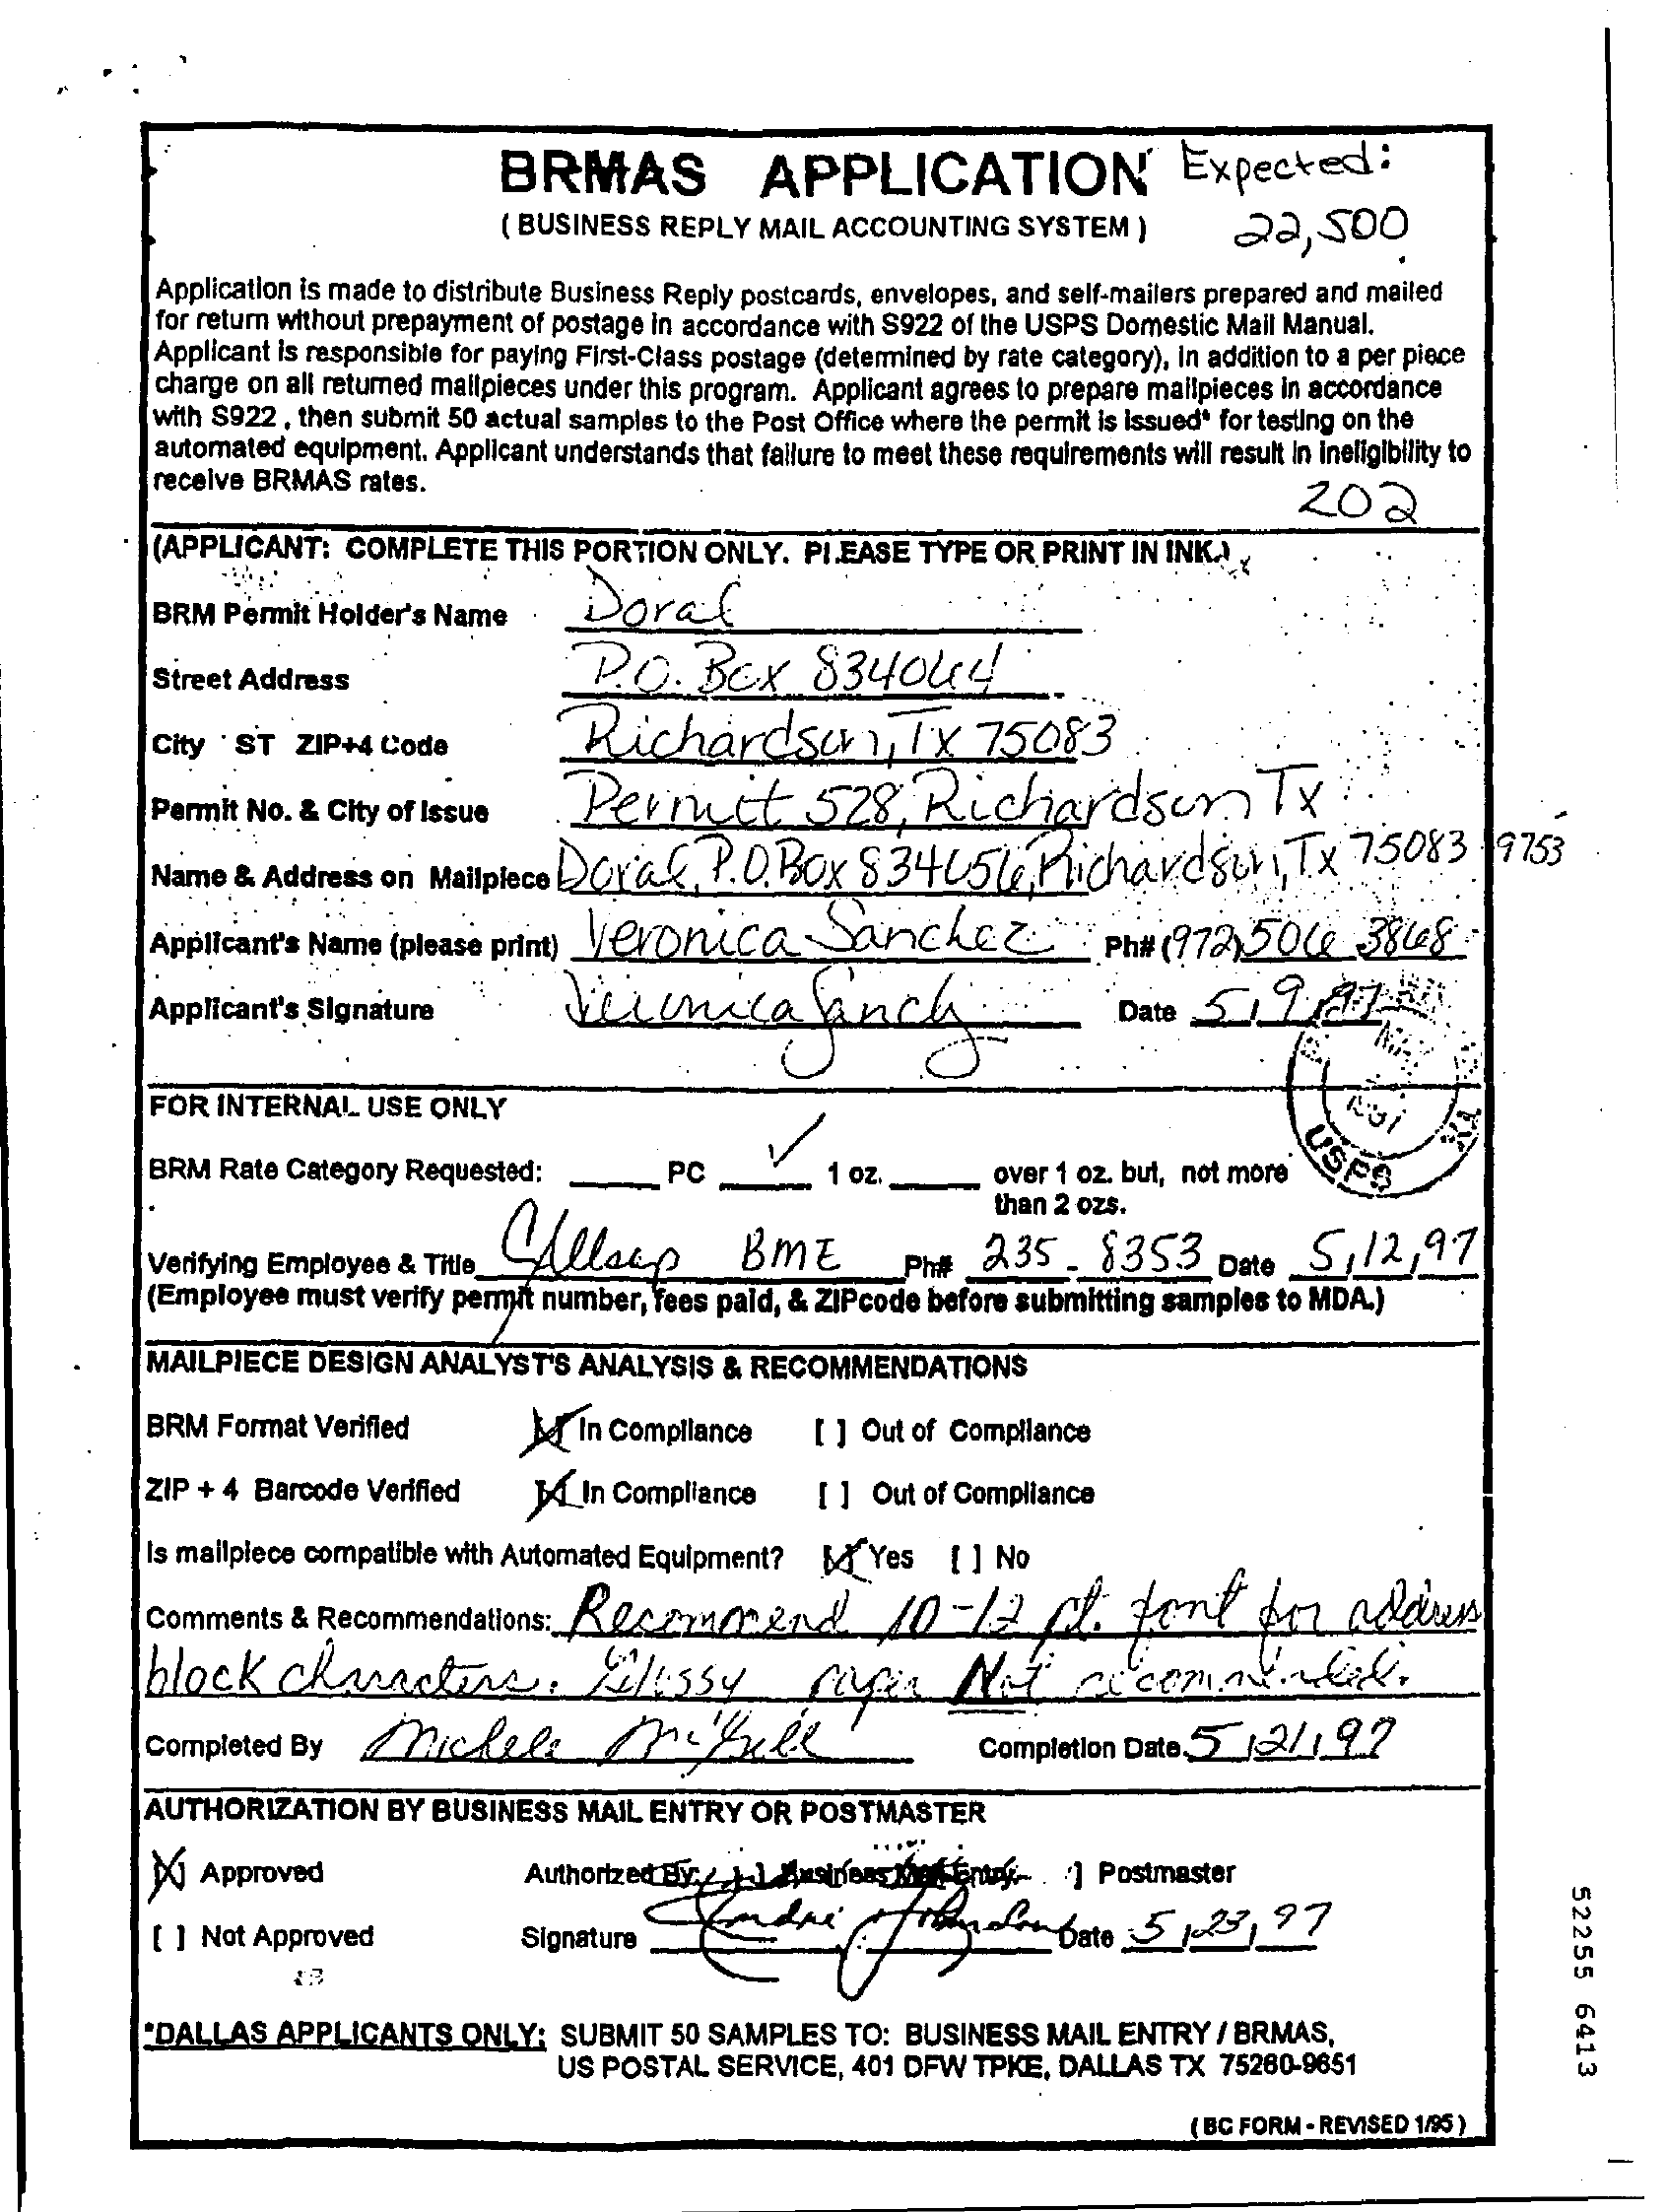 BRMAS APPLICATION Expected:
( BUSINESS REPLY MAIL ACCOUNTING SYSTEM ) 22,500
Application is made to distribute Business Reply postcards, envelopes, and self-mailers prepared and mailed
for return without prepayment of postage in accordance with S922 of the USPS Domestic Mail Manual.
Applicant is responsible for paying First-Class postage (determined by rate category), in addition to a per piece
charge on all returned mailpieces under this program. Applicant agrees to prepare mailpieces in accordance
with S922 , then submit 50 actual samples to the Post Office where the permit is issued* for testing on the
automated equipment. Applicant understands that failure to meet these requirements will result in ineligibility to
receive BRMAS rates.
202
(APPLICANT: COMPLETE THIS PORTION ONLY. PLEASE TYPE OR PRINT IN INK.)
BRM Permit Holder's Name Doral
Street Address P.O. Box
City ST ZIP+4 Code Richardson, Tx 75083
Permit No. & City of Issue Permit 528, Richardson Tx
Name & Address on Mailpiece Doral, P.O. Box Richardson, Tx 75083 9753
Applicant's Name (please print) Veronica Sanchez Ph# (972) 506 3868
Applicant's Signature Veronica Sanchez Date 5/9/97
FOR INTERNAL USE ONLY
BRM Rate Category Requested: ____ PC ✓ 1 oz. ____ over 1 oz. but, not more
than 2 ozs.
USPS
Verifying Employee & Title BME Ph# 235-8353 Date 5/12/97
(Employee must verify permit number, fees paid, & ZIPcode before submitting samples to MDA.)
MAILPIECE DESIGN ANALYST'S ANALYSIS & RECOMMENDATIONS
BRM Format Verified [X] In Compliance [ ] Out of Compliance
ZIP + 4 Barcode Verified [X] In Compliance [ ] Out of Compliance
Is mailpiece compatible with Automated Equipment? [X] Yes [ ] No
Comments & Recommendations: Recommend 10-12 pt. font for address
block characters. Glossy paper Not recommended.
Completed By Michele Completion Date 5/21/97
AUTHORIZATION BY BUSINESS MAIL ENTRY OR POSTMASTER
[X] Approved Authorized By: [ ] Business Mail Entry [ ] Postmaster
[ ] Not Approved Signature Date 5/23/97
*DALLAS APPLICANTS ONLY: SUBMIT 50 SAMPLES TO: BUSINESS MAIL ENTRY / BRMAS,
US POSTAL SERVICE, 401 DFW TPKE, DALLAS TX 75260-9651
( BC FORM - REVISED 1/95 )
52255 6413